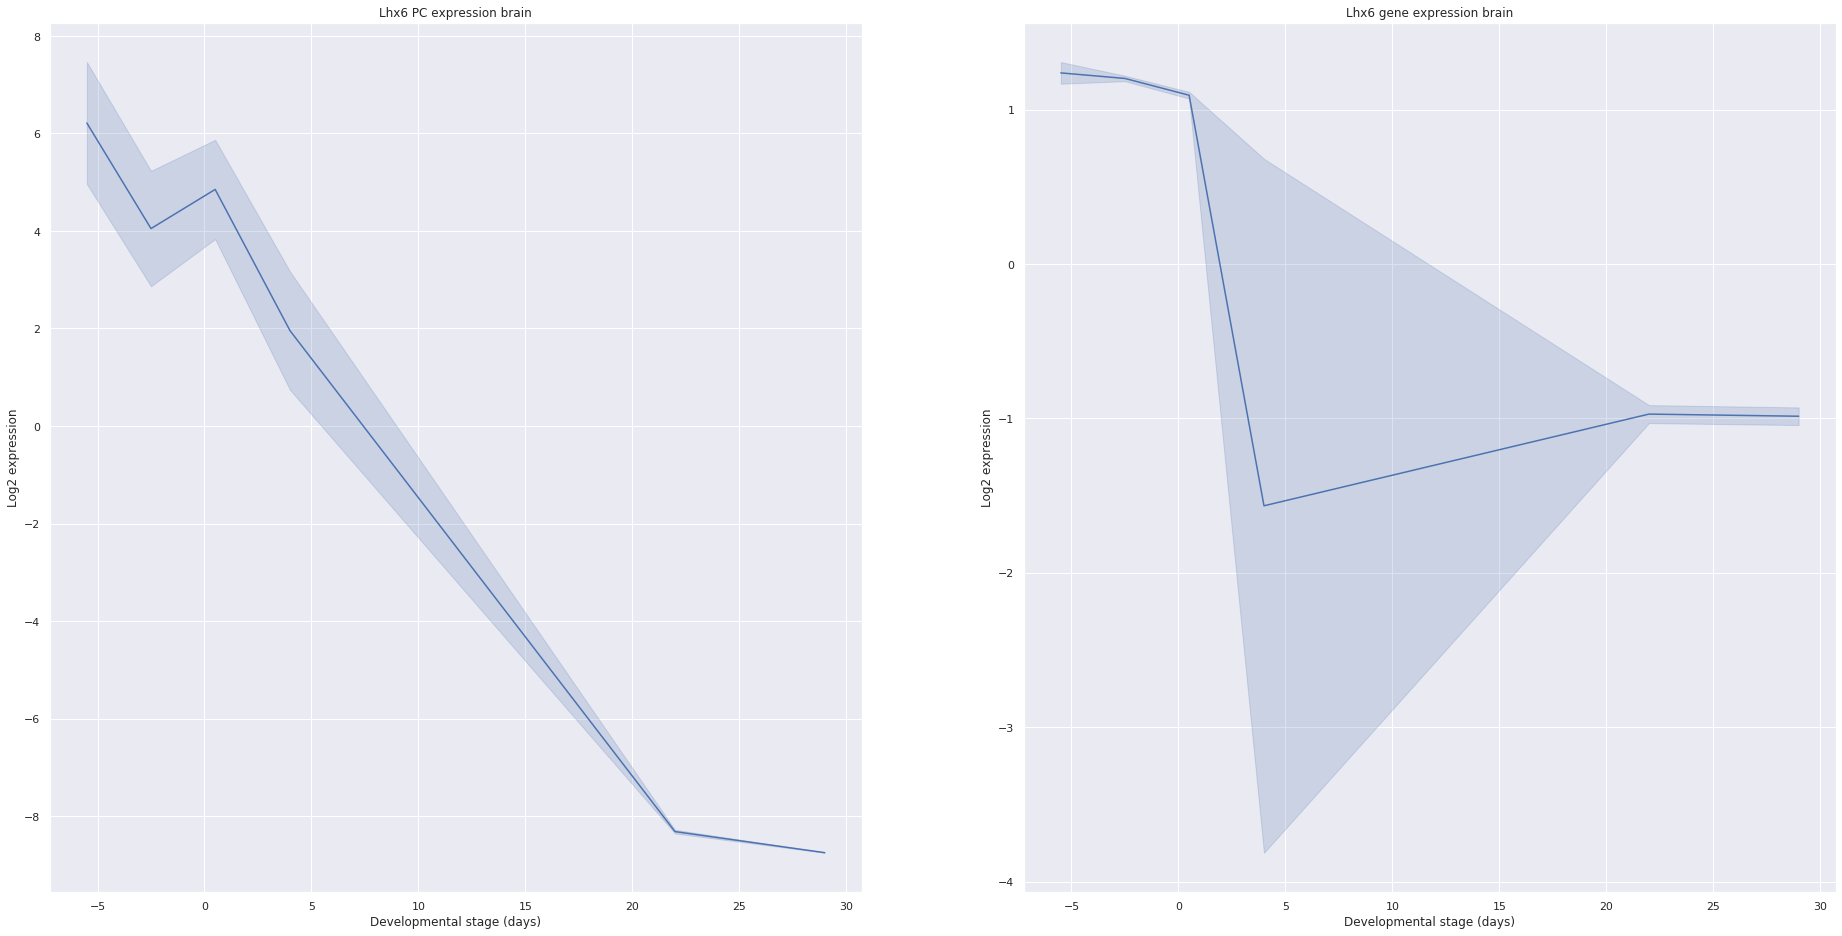 Lhx6 PC expression brain
8
6
4
2
0
−2
−4
−6
−8
Log2 expression
−5 0 5 10 15 20 25 30
Developmental stage (days)
Lhx6 gene expression brain
1
0
−1
−2
−3
−4
Log2 expression
−5 0 5 10 15 20 25 30
Developmental stage (days)